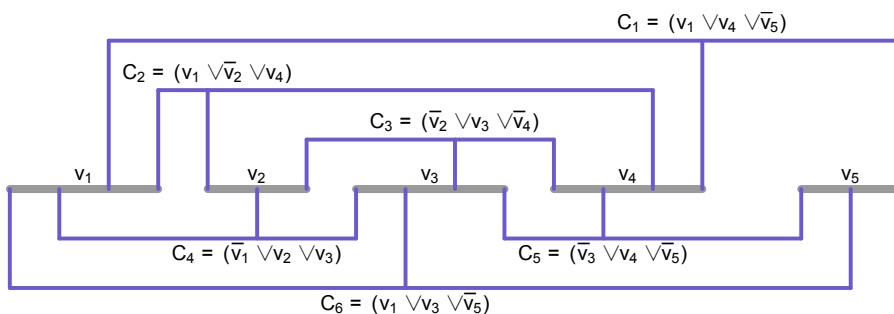 C₁ = (v₁ ∨v₄ ∨v̅₅)
C₂ = (v₁ ∨v̅₂ ∨v₄)
C₃ = (v̅₂ ∨v₃ ∨v̅₄)
v₁ v₂ v₃ v₄ v₅
C₄ = (v̅₁ ∨v₂ ∨v₃) C₅ = (v̅₃ ∨v₄ ∨v̅₅)
C₆ = (v₁ ∨v₃ ∨v̅₅)